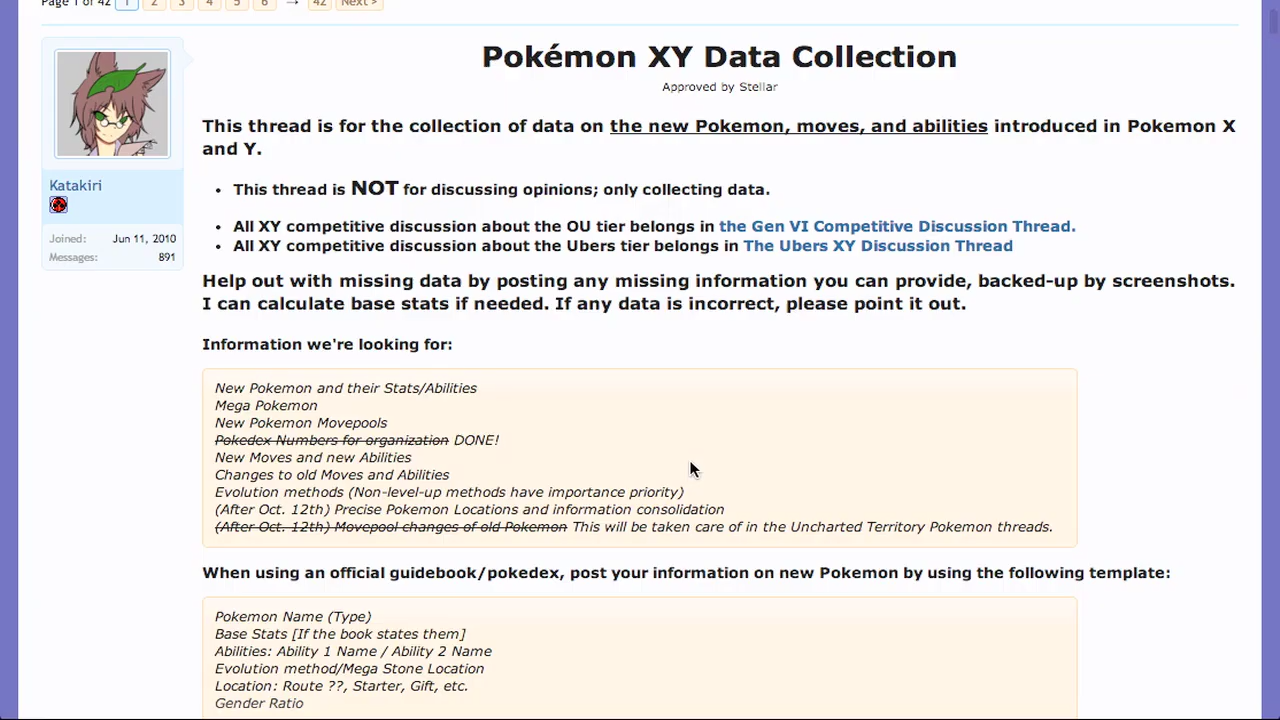 Page 1 of 42 1 2 3 4 5 6 → 42 Next >
Pokémon XY Data Collection
Approved by Stellar
This thread is for the collection of data on the new Pokemon, moves, and abilities introduced in Pokemon X
and Y.
• This thread is NOT for discussing opinions; only collecting data.
• All XY competitive discussion about the OU tier belongs in the Gen VI Competitive Discussion Thread.
• All XY competitive discussion about the Ubers tier belongs in The Ubers XY Discussion Thread
Katakiri
Joined: Jun 11, 2010
Messages: 891
Help out with missing data by posting any missing information you can provide, backed-up by screenshots.
I can calculate base stats if needed. If any data is incorrect, please point it out.
Information we're looking for:
New Pokemon and their Stats/Abilities
Mega Pokemon
New Pokemon Movepools
Pokedex Numbers for organization DONE!
New Moves and new Abilities
Changes to old Moves and Abilities
Evolution methods (Non-level-up methods have importance priority)
(After Oct. 12th) Precise Pokemon Locations and information consolidation
(After Oct. 12th) Movepool changes of old Pokemon This will be taken care of in the Uncharted Territory Pokemon threads.
When using an official guidebook/pokedex, post your information on new Pokemon by using the following template:
Pokemon Name (Type)
Base Stats [If the book states them]
Abilities: Ability 1 Name / Ability 2 Name
Evolution method/Mega Stone Location
Location: Route ??, Starter, Gift, etc.
Gender Ratio